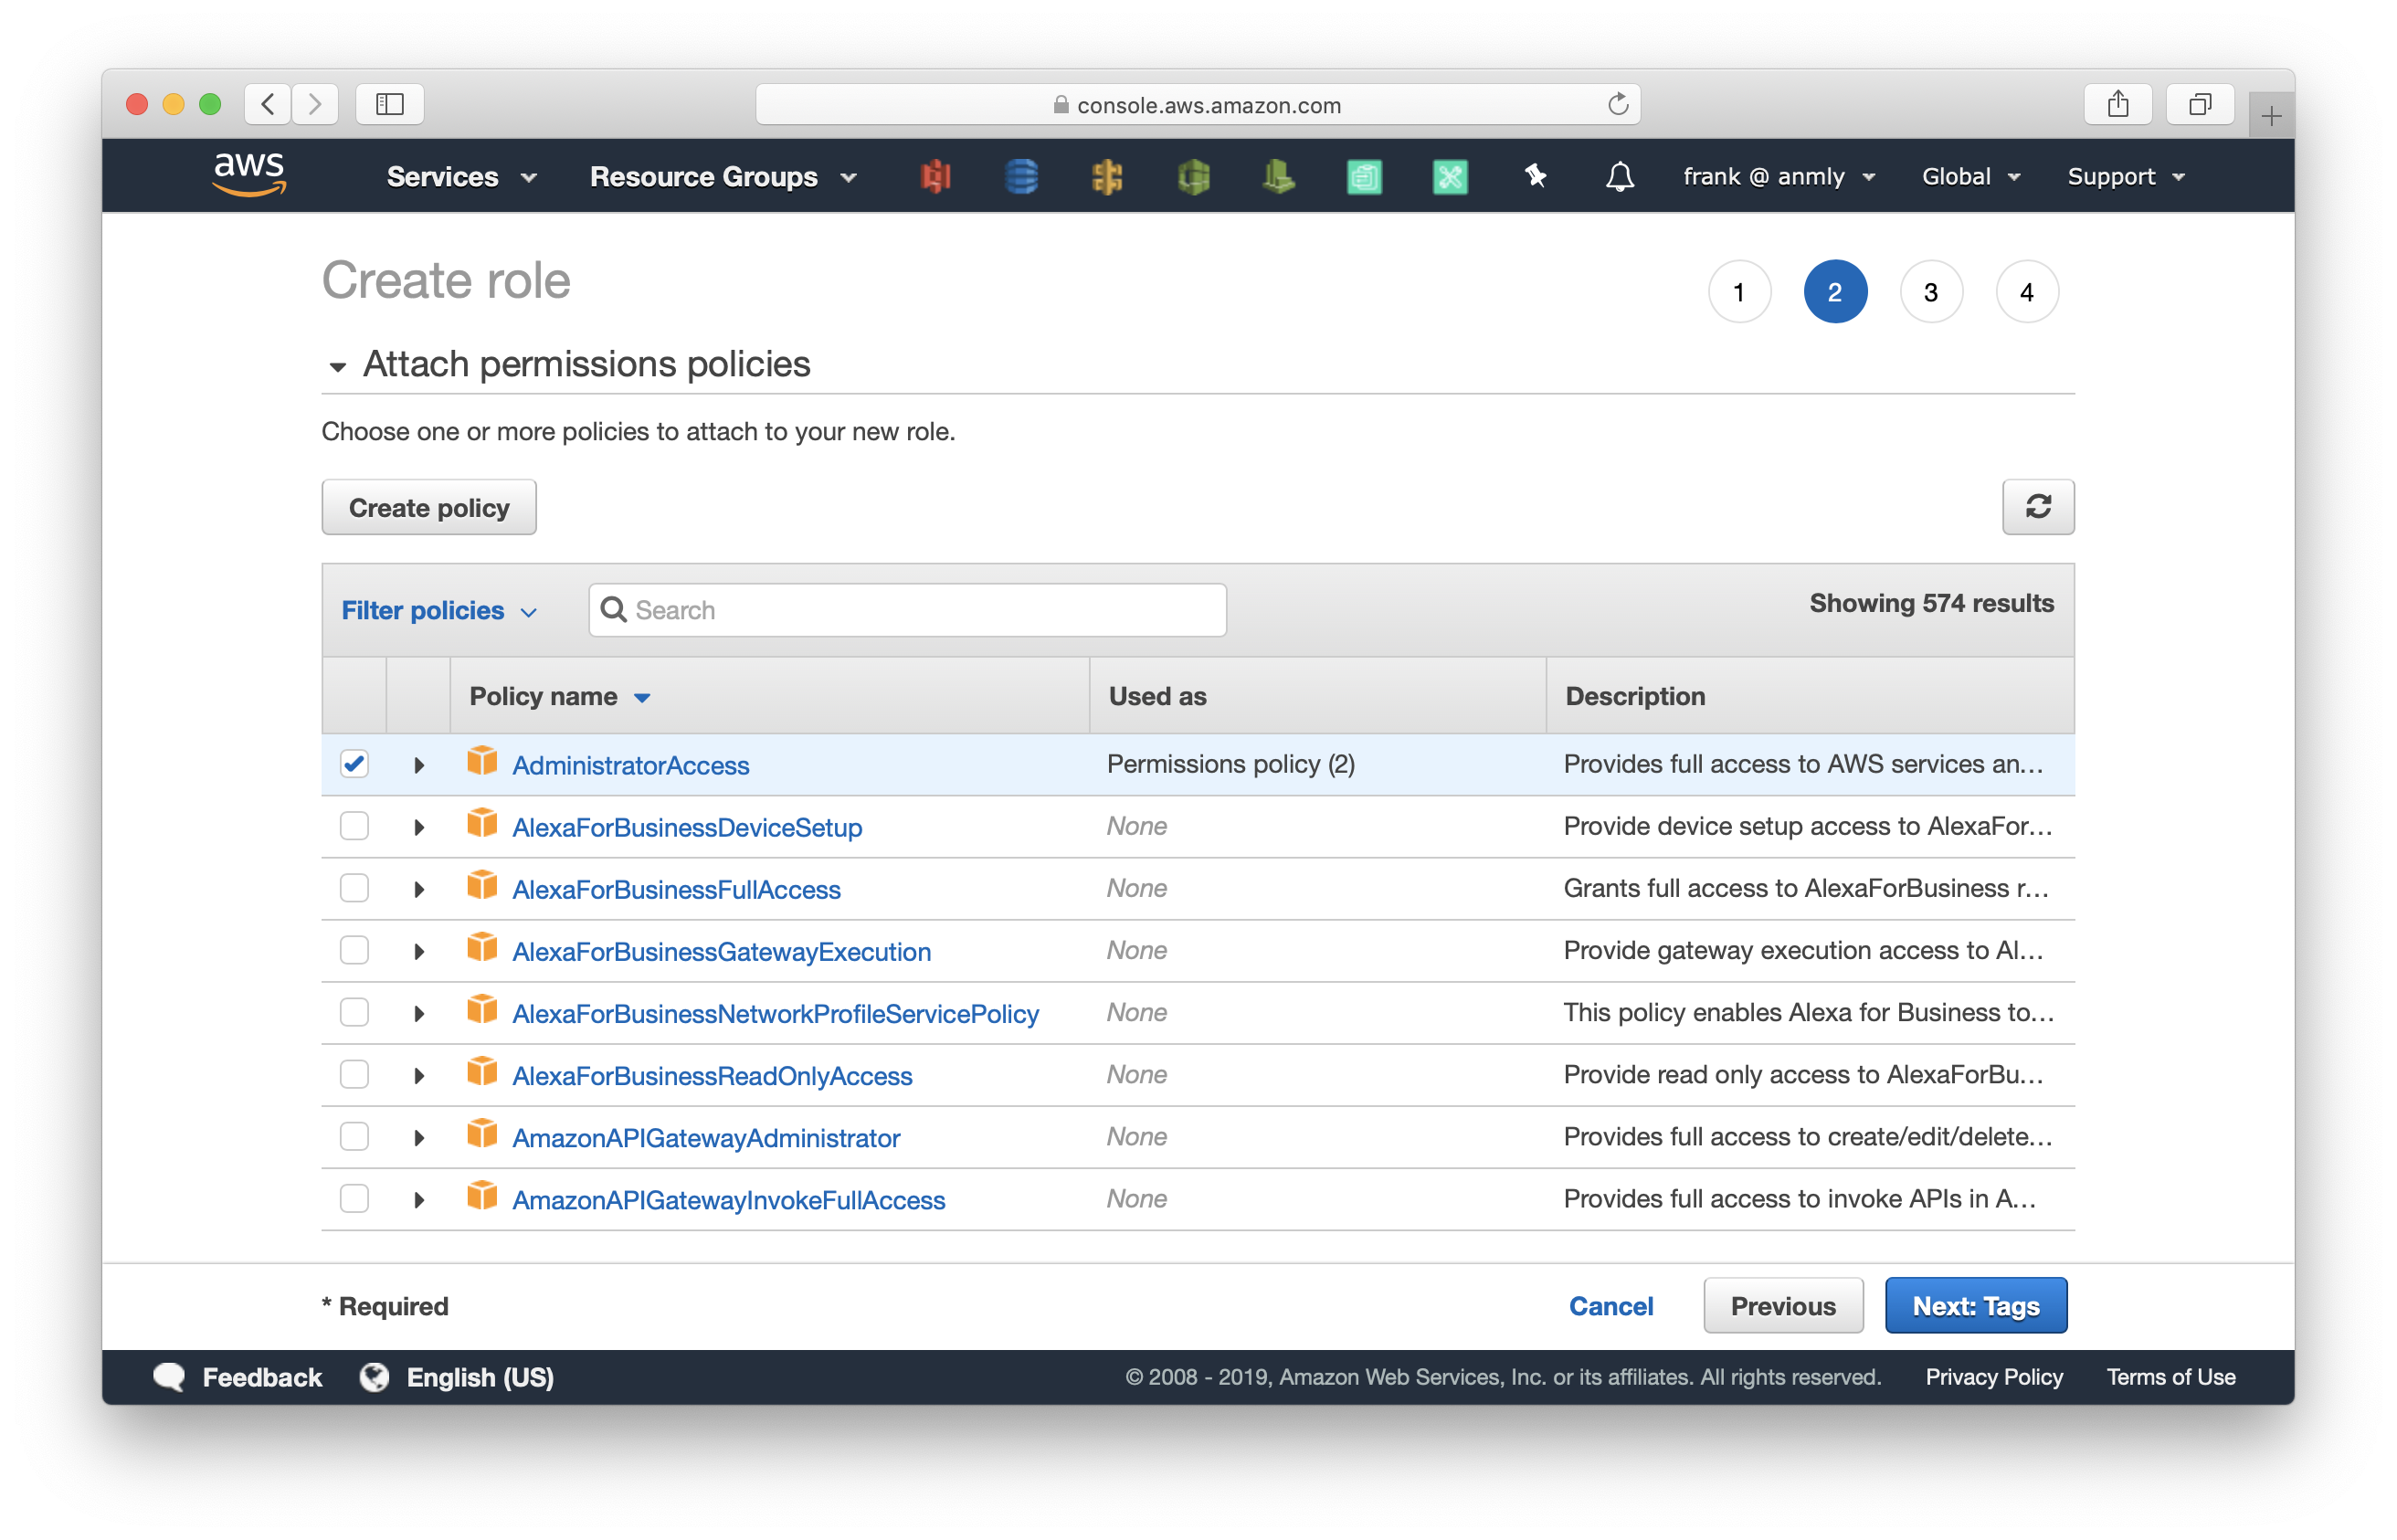 console.aws.amazon.com
aws Services Resource Groups frank @ anmly Global Support
Create role
1 2 3 4
Attach permissions policies
Choose one or more policies to attach to your new role.
Create policy
Filter policies Search Showing 574 results
Policy name Used as Description
AdministratorAccess Permissions policy (2) Provides full access to AWS services an...
AlexaForBusinessDeviceSetup None Provide device setup access to AlexaFor...
AlexaForBusinessFullAccess None Grants full access to AlexaForBusiness r...
AlexaForBusinessGatewayExecution None Provide gateway execution access to Al...
AlexaForBusinessNetworkProfileServicePolicy None This policy enables Alexa for Business to...
AlexaForBusinessReadOnlyAccess None Provide read only access to AlexaForBu...
AmazonAPIGatewayAdministrator None Provides full access to create/edit/delete...
AmazonAPIGatewayInvokeFullAccess None Provides full access to invoke APIs in A...
* Required Cancel Previous Next: Tags
Feedback English (US) © 2008 - 2019, Amazon Web Services, Inc. or its affiliates. All rights reserved. Privacy Policy Terms of Use